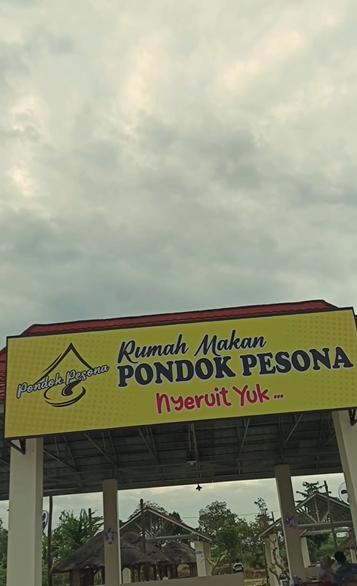 Pondok Pesona
Rumah Makan
PONDOK PESONA
Nyeruit Yuk...